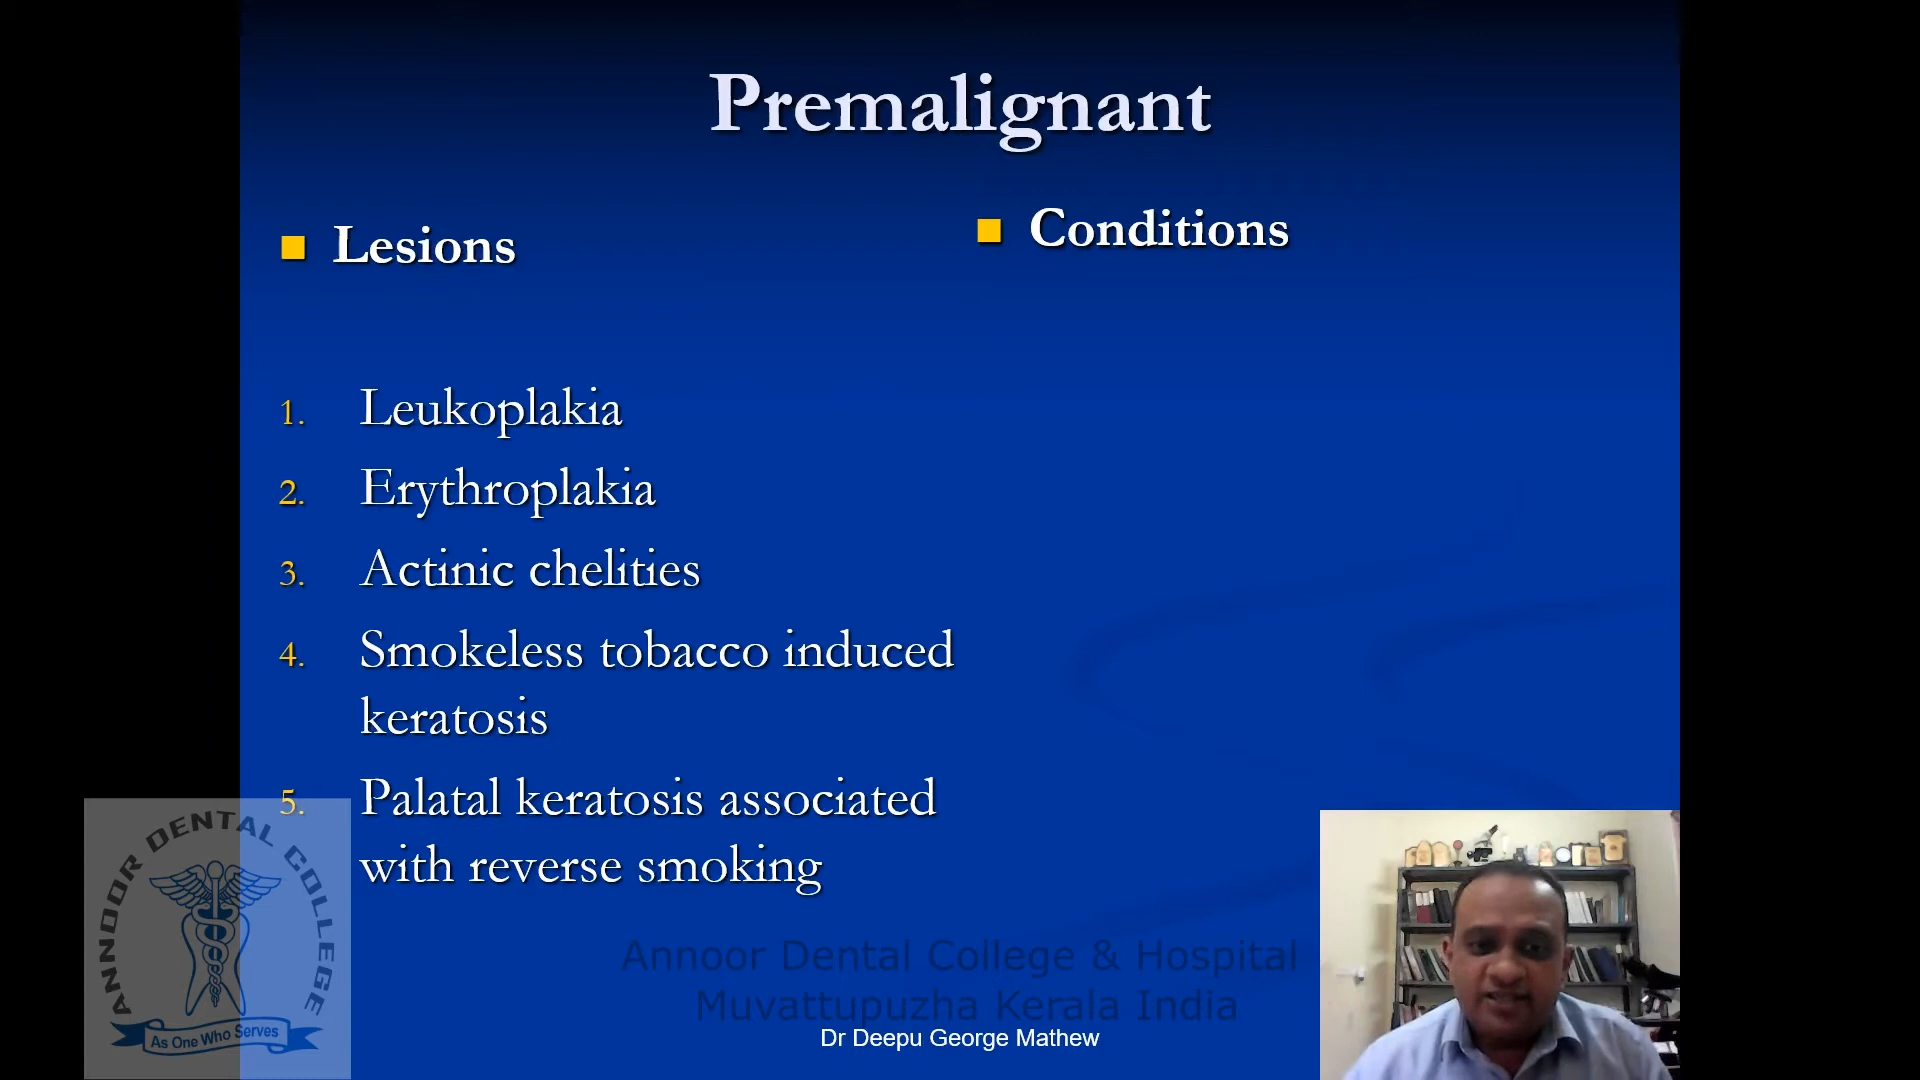 Premalignant
■ Lesions
1. Leukoplakia
2. Erythroplakia
3. Actinic chelities
4. Smokeless tobacco induced
keratosis
5. Palatal keratosis associated
with reverse smoking
■ Conditions
ANNOOR DENTAL COLLEGE
As One Who Serves
Annoor Dental College & Hospital
Muvattupuzha Kerala India
Dr Deepu George Mathew